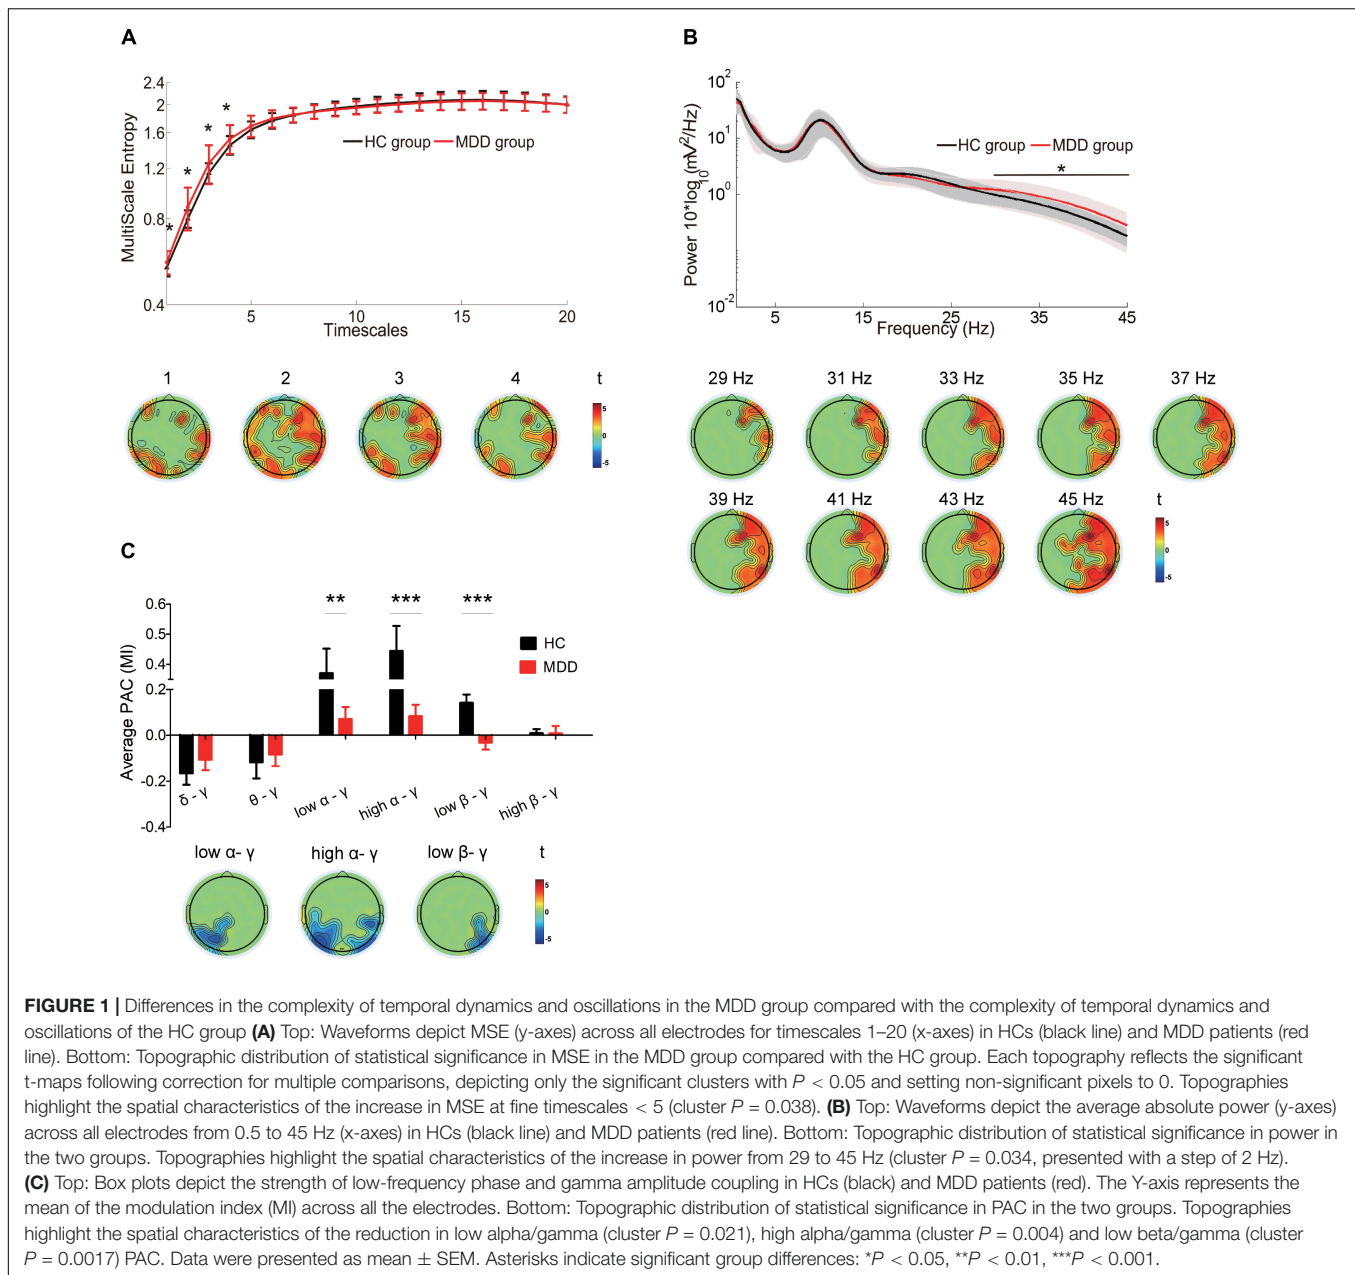 A
2.4
2
1.6
1.2
0.8
0.4
MultiScale Entropy
* * * *
HC group MDD group
5 10 15 20
Timescales
1 2 3 4 t
5
0
-5
B
10²
10¹
10⁰
10⁻²
Power 10*log₁₀(mV²/Hz)
HC group MDD group
*
5 15 25 35 45
Frequency (Hz)
29 Hz 31 Hz 33 Hz 35 Hz 37 Hz
39 Hz 41 Hz 43 Hz 45 Hz t
5
0
-5
C
0.6
0.5
0.4
0.2
0.0
-0.2
-0.4
Average PAC (MI)
** *** ***
HC
MDD
δ - γ θ - γ low α - γ high α - γ low β - γ high β - γ
low α- γ high α- γ low β- γ t
5
0
-5
FIGURE 1 | Differences in the complexity of temporal dynamics and oscillations in the MDD group compared with the complexity of temporal dynamics and
oscillations of the HC group (A) Top: Waveforms depict MSE (y-axes) across all electrodes for timescales 1–20 (x-axes) in HCs (black line) and MDD patients (red
line). Bottom: Topographic distribution of statistical significance in MSE in the MDD group compared with the HC group. Each topography reflects the significant
t-maps following correction for multiple comparisons, depicting only the significant clusters with P < 0.05 and setting non-significant pixels to 0. Topographies
highlight the spatial characteristics of the increase in MSE at fine timescales < 5 (cluster P = 0.038). (B) Top: Waveforms depict the average absolute power (y-axes)
across all electrodes from 0.5 to 45 Hz (x-axes) in HCs (black line) and MDD patients (red line). Bottom: Topographic distribution of statistical significance in power in
the two groups. Topographies highlight the spatial characteristics of the increase in power from 29 to 45 Hz (cluster P = 0.034, presented with a step of 2 Hz).
(C) Top: Box plots depict the strength of low-frequency phase and gamma amplitude coupling in HCs (black) and MDD patients (red). The Y-axis represents the
mean of the modulation index (MI) across all the electrodes. Bottom: Topographic distribution of statistical significance in PAC in the two groups. Topographies
highlight the spatial characteristics of the reduction in low alpha/gamma (cluster P = 0.021), high alpha/gamma (cluster P = 0.004) and low beta/gamma (cluster
P = 0.0017) PAC. Data were presented as mean ± SEM. Asterisks indicate significant group differences: *P < 0.05, **P < 0.01, ***P < 0.001.